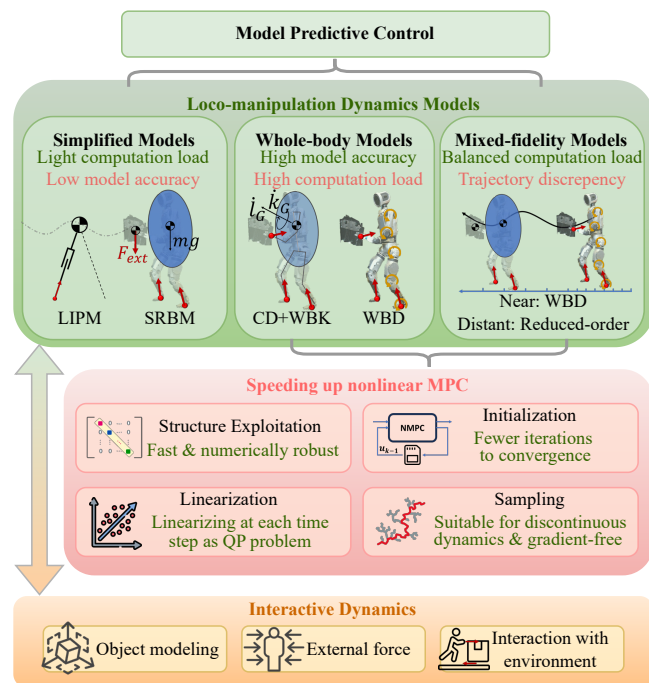 Model Predictive Control
Loco-manipulation Dynamics Models
Simplified Models
Light computation load
Low model accuracy
F_ext
mg
LIPM
SRBM
Whole-body Models
High model accuracy
High computation load
l̇_G
k̇_G
CD+WBK
WBD
Mixed-fidelity Models
Balanced computation load
Trajectory discrepency
Near: WBD
Distant: Reduced-order
Speeding up nonlinear MPC
Structure Exploitation
Fast & numerically robust
NMPC
u_{k-1}
Initialization
Fewer iterations
to convergence
Linearization
Linearizing at each time
step as QP problem
Sampling
Suitable for discontinuous
dynamics & gradient-free
Interactive Dynamics
Object modeling
External force
Interaction with
environment